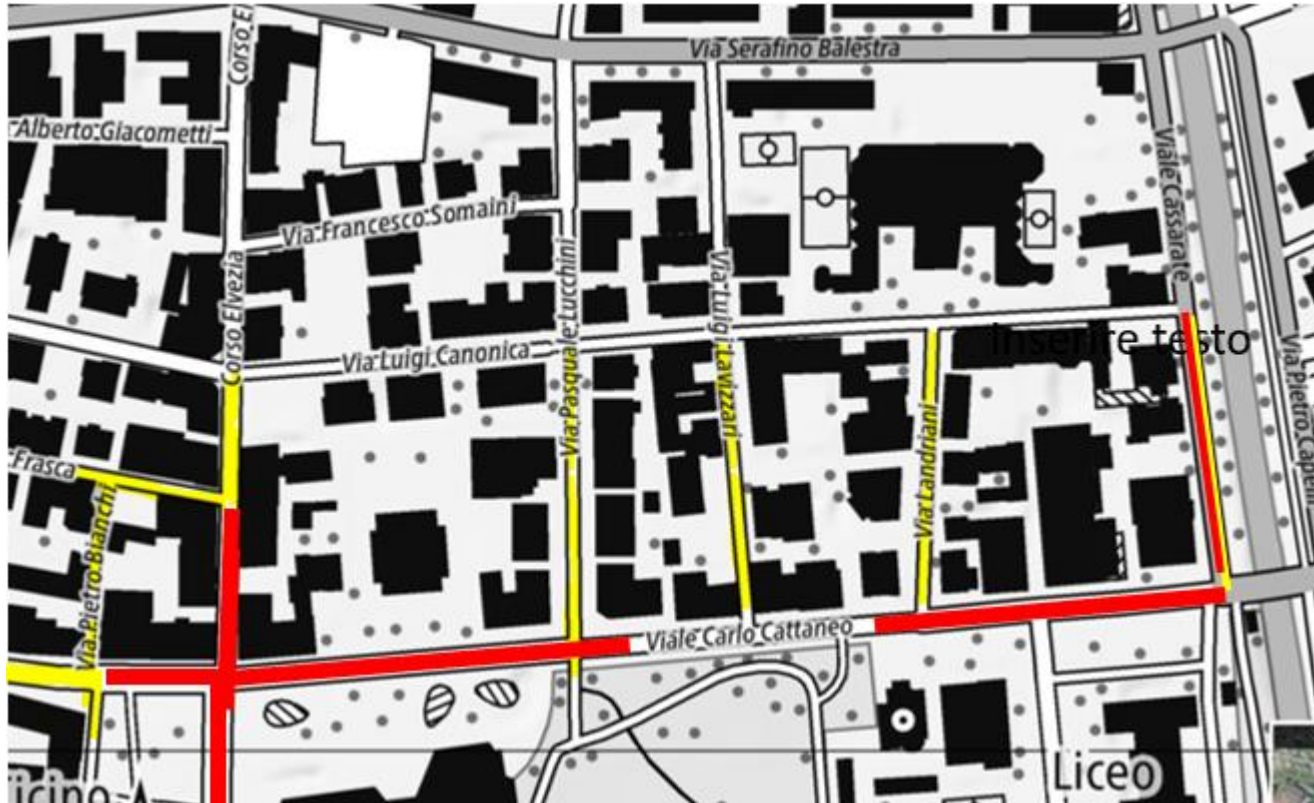 Corso E
Via Serafino Balestra
Alberto Giacometti
Viale Cassarate
Via Francesco Somaini
Corso Elvezia
Via Pasquale Lucchini
Via Luigi Lavizzari
Via Luigi Canonica
Inserire testo
Via Pietro Capelli
Frasca
Via Pietro Bianchi
Via Landriani
Viale Carlo Cattaneo
Liceo
icino A